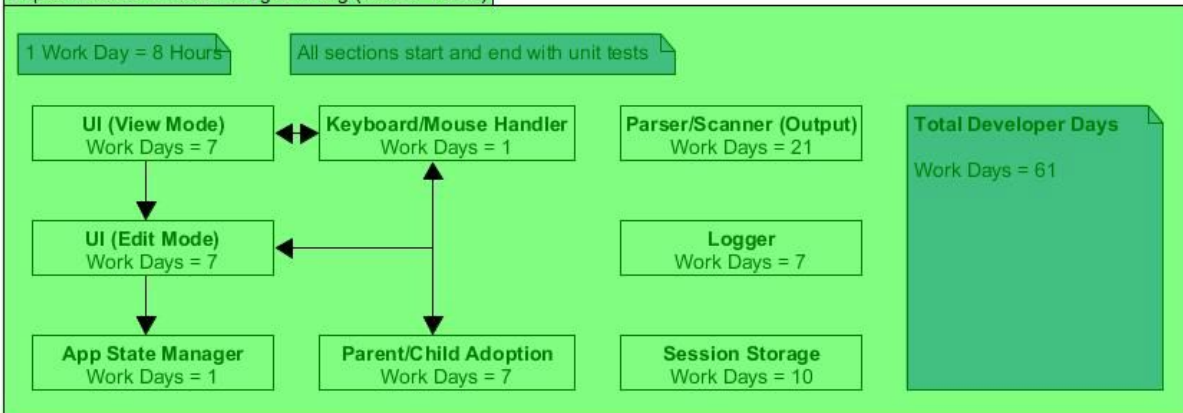 1 Work Day = 8 Hours
All sections start and end with unit tests
UI (View Mode)
Work Days = 7
Keyboard/Mouse Handler
Work Days = 1
Parser/Scanner (Output)
Work Days = 21
Total Developer Days
Work Days = 61
UI (Edit Mode)
Work Days = 7
Logger
Work Days = 7
App State Manager
Work Days = 1
Parent/Child Adoption
Work Days = 7
Session Storage
Work Days = 10